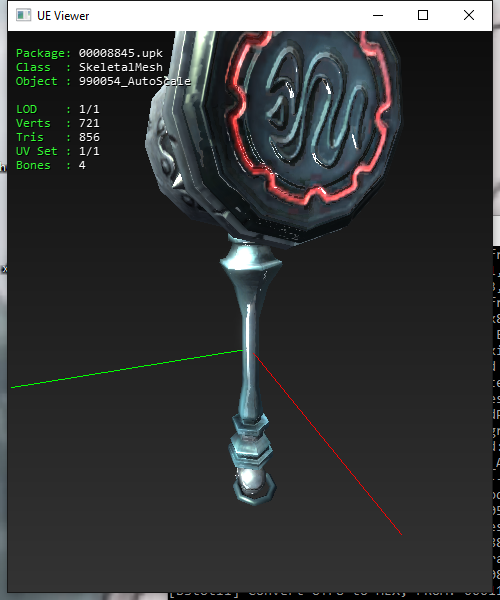 UE Viewer
Package: 00008845.upk
Class  : SkeletalMesh
Object : 990054_AutoScale
LOD    : 1/1
Verts  : 721
Tris   : 856
UV Set : 1/1
Bones  : 4